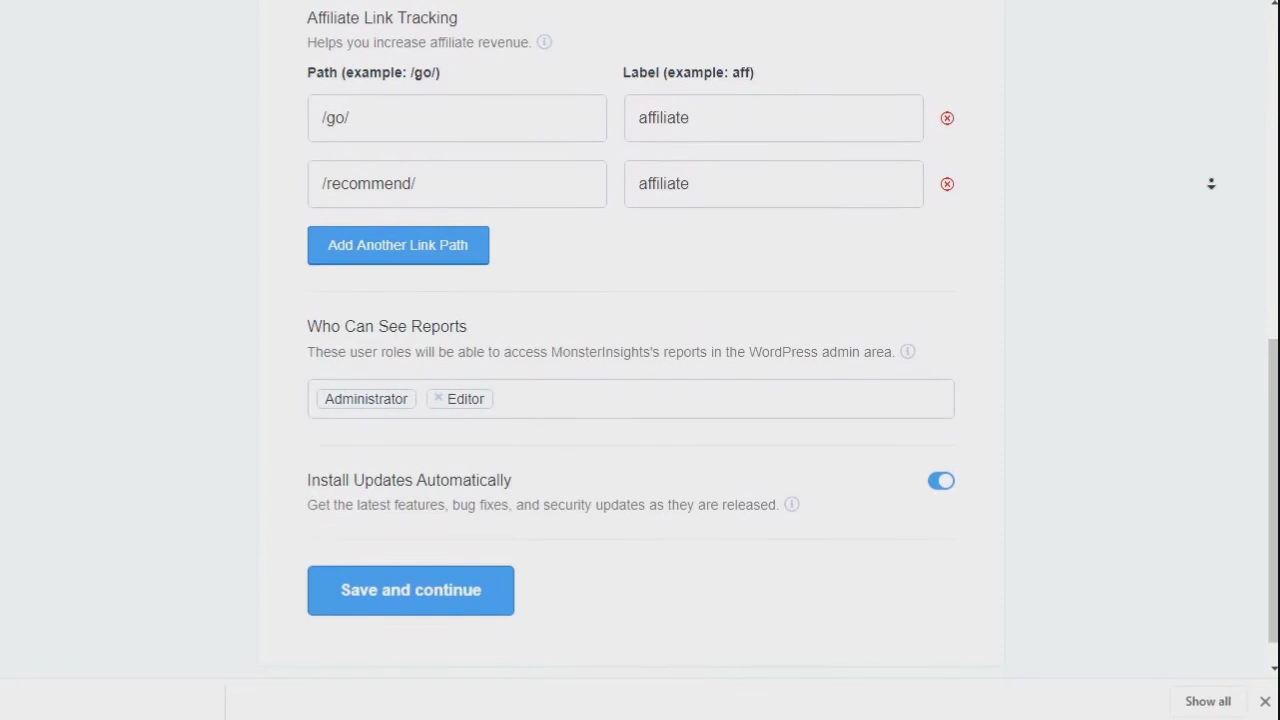 Affiliate Link Tracking
Helps you increase affiliate revenue.
Path (example: /go/) Label (example: aff)
/go/ affiliate
/recommend/ affiliate
Add Another Link Path
Who Can See Reports
These user roles will be able to access MonsterInsights's reports in the WordPress admin area.
Administrator × Editor
Install Updates Automatically
Get the latest features, bug fixes, and security updates as they are released.
Save and continue
Show all